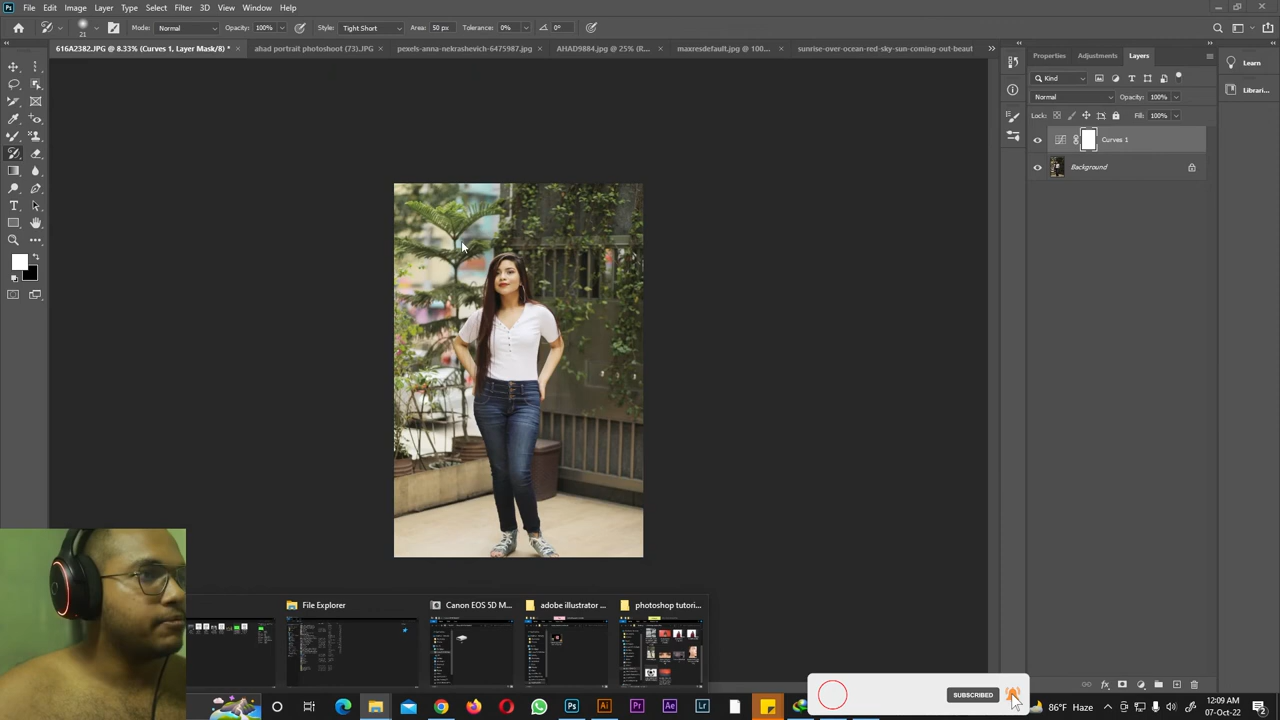 File Edit Image Layer Type Select Filter 3D View Window Help
Mode: Normal Opacity: 100% Style: Tight Short Area: 50 px Tolerance: 0% 0°
21
616A2382.JPG @ 8.33% (Curves 1, Layer Mask/8) * × ahad portrait photoshoot (73).JPG × pexels-anna-nekrashevich-6475987.jpg × AHAD9884.jpg @ 25% (R... × maxresdefault.jpg @ 100... × sunrise-over-ocean-red-sky-sun-coming-out-beaut
Properties Adjustments Layers
Learn
Kind
Librari...
Normal Opacity: 100%
Lock: Fill: 100%
Curves 1
Background
File Explorer Canon EOS 5D M... adobe illustrator ... photoshop tutori...
SUBSCRIBED
86°F Haze
12:09 AM
07-Oct-22